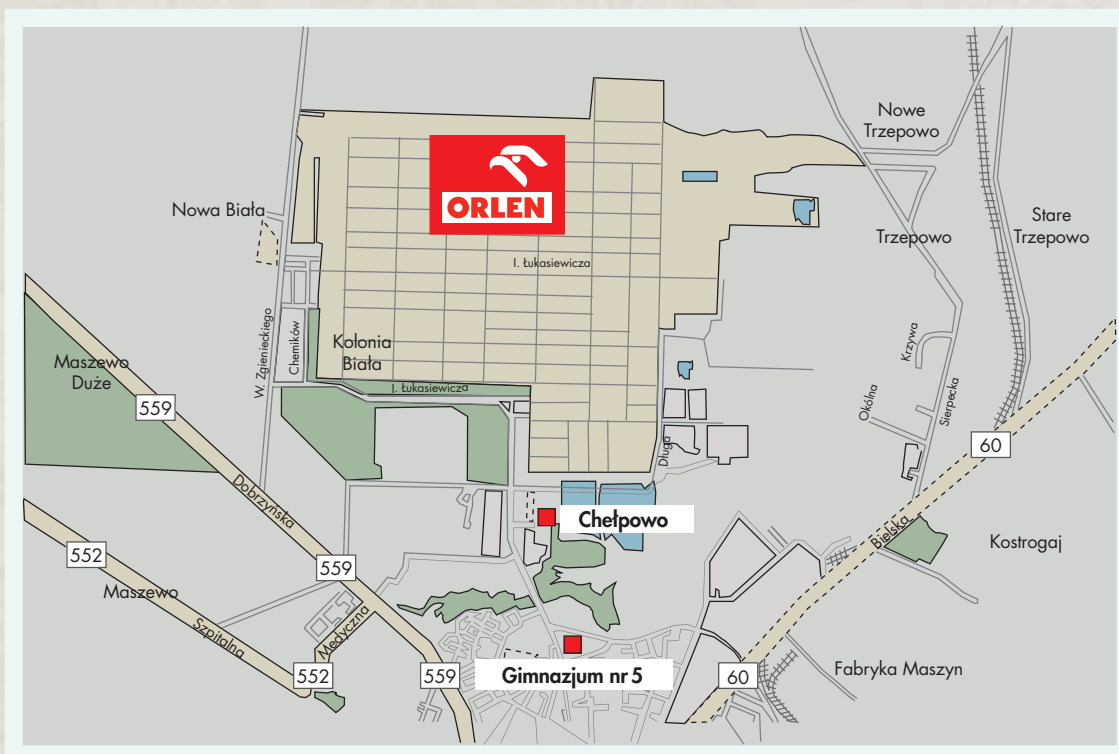 Nowe
Trzepowo
ORLEN
Nowa Biała
Stare
Trzepowo
Trzepowo
I. Łukasiewicza
W. Zgienieckiego
Chemików
Kolonia
Biała
Krzywa
Maszewo
Duże
I. Łukasiewicza
Okólna
Sierpecka
559
Długa
60
Dobrzyńska
Chełpowo
Bielska
Kostrogaj
552
559
Maszewo
Szpitalna
Medyczna
552
559
Gimnazjum nr 5
60
Fabryka Maszyn